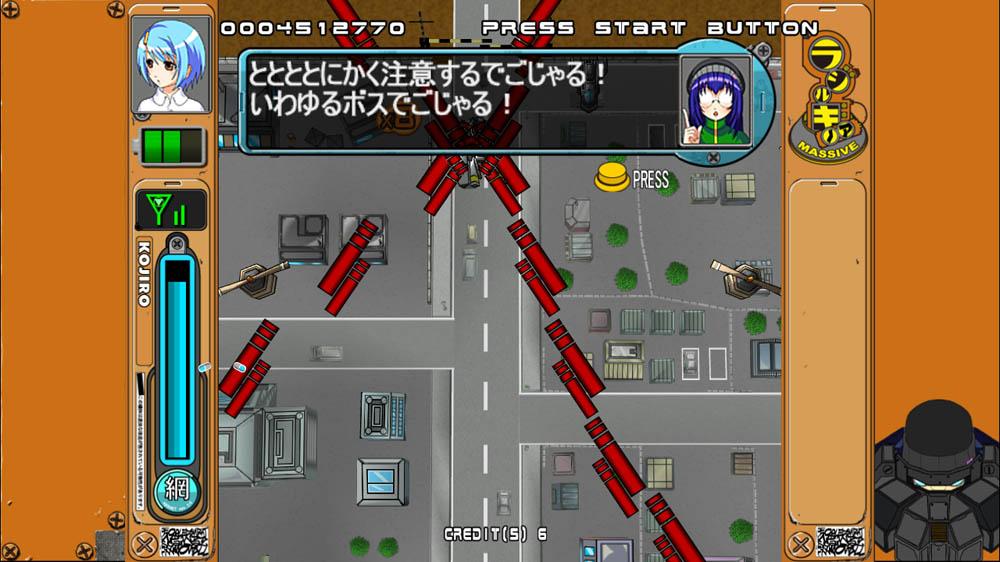 0004512770
PRESS START BUTTON
とととにかく注意するでごじゃる！
いわゆるボスでごじゃる！
ラジルギノア
MASSIVE
PRESS
KOJIRO
網
CREDIT(S) 6